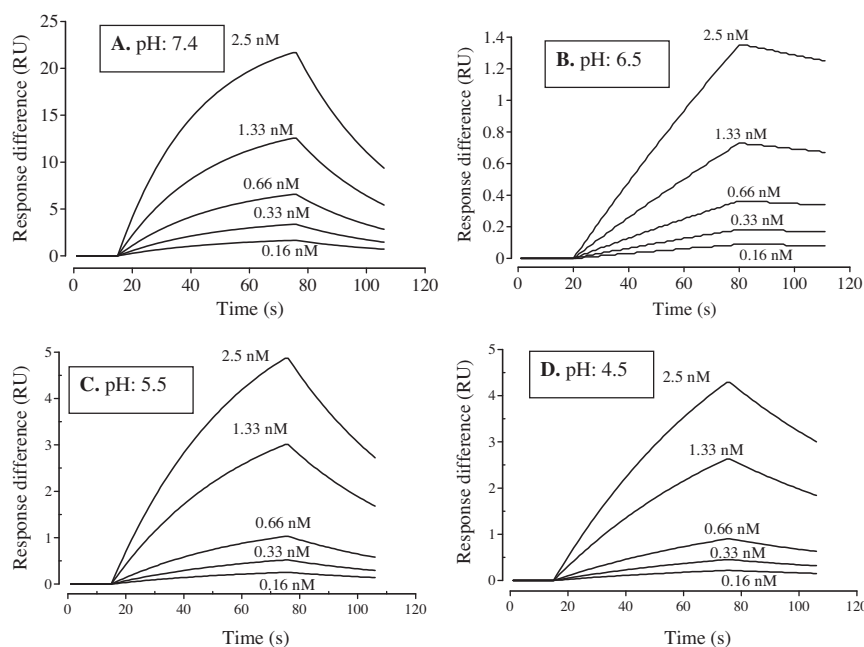 A. pH: 7.4
Response difference (RU)
25
20
15
10
5
0
2.5 nM
1.33 nM
0.66 nM
0.33 nM
0.16 nM
0 20 40 60 80 100 120
Time (s)
B. pH: 6.5
Response difference (RU)
1.4
1.2
1
0.8
0.6
0.4
0.2
0
2.5 nM
1.33 nM
0.66 nM
0.33 nM
0.16 nM
0 20 40 60 80 100 120
Time (s)
C. pH: 5.5
Response difference (RU)
5
4
3
2
1
0
2.5 nM
1.33 nM
0.66 nM
0.33 nM
0.16 nM
0 20 40 60 80 100 120
Time (s)
D. pH: 4.5
Response difference (RU)
5
4
3
2
1
0
2.5 nM
1.33 nM
0.66 nM
0.33 nM
0.16 nM
0 20 40 60 80 100 120
Time (s)